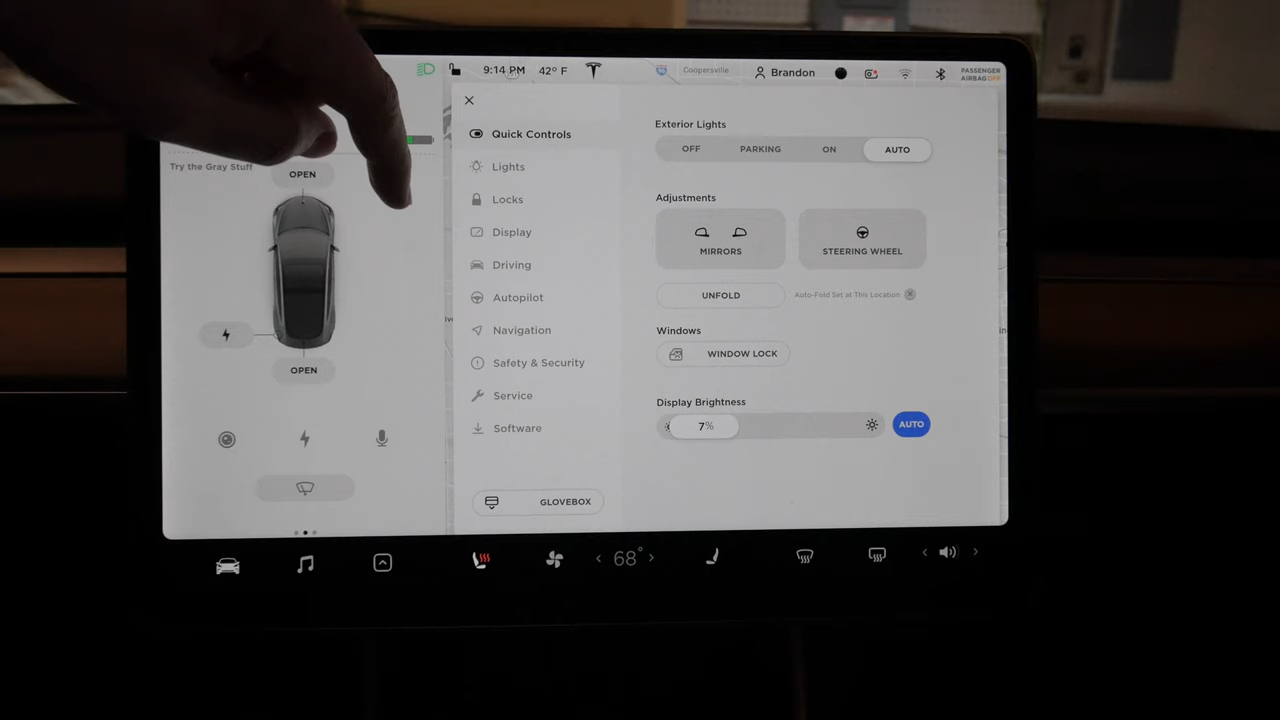 9:14 PM 42° F
Coopersville
Brandon
PASSENGER
AIRBAG OFF
Try the Gray Stuff
OPEN
OPEN
Quick Controls
Lights
Locks
Display
Driving
Autopilot
Navigation
Safety & Security
Service
Software
GLOVEBOX
Exterior Lights
OFF PARKING ON AUTO
Adjustments
MIRRORS STEERING WHEEL
UNFOLD Auto-Fold Set at This Location
Windows
WINDOW LOCK
Display Brightness
7% AUTO
68°